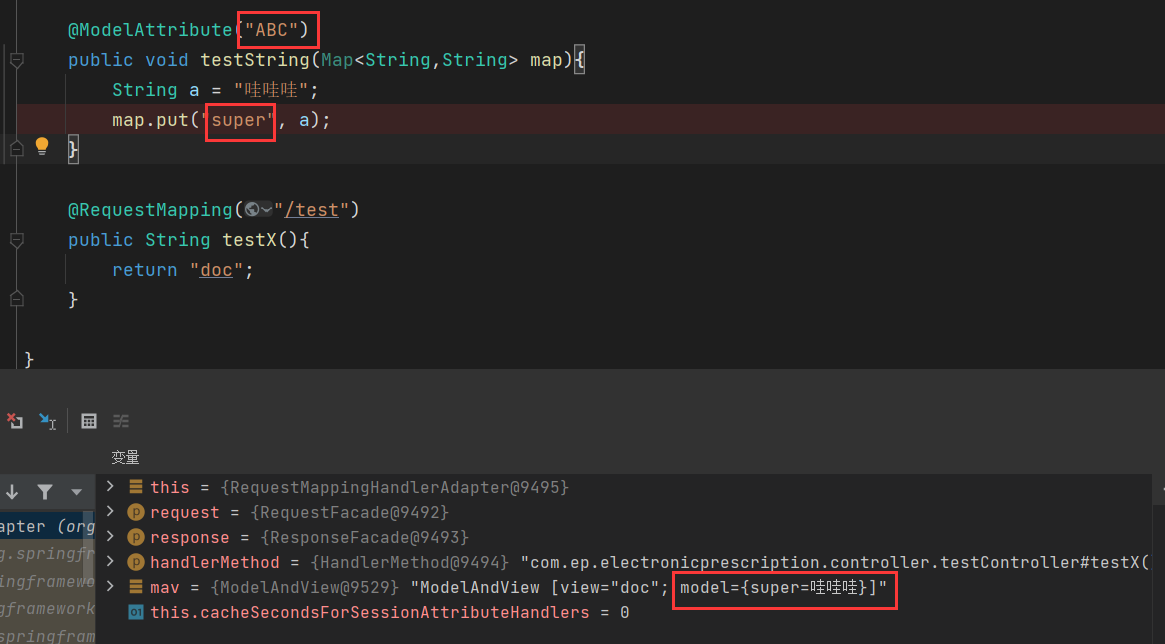 @ModelAttribute("ABC")
public void testString(Map<String,String> map){
String a = "哇哇哇";
map.put("super", a);
}
@RequestMapping("/test")
public String testX(){
return "doc";
}
}
变量
this = {RequestMappingHandlerAdapter@9495}
request = {RequestFacade@9492}
apter (org
response = {ResponseFacade@9493}
g.springfr
handlerMethod = {HandlerMethod@9494} "com.ep.electronicprescription.controller.testController#testX(
ingframewo
mav = {ModelAndView@9529} "ModelAndView [view="doc"; model={super=哇哇哇}]"
gframework
this.cacheSecondsForSessionAttributeHandlers = 0
springfram